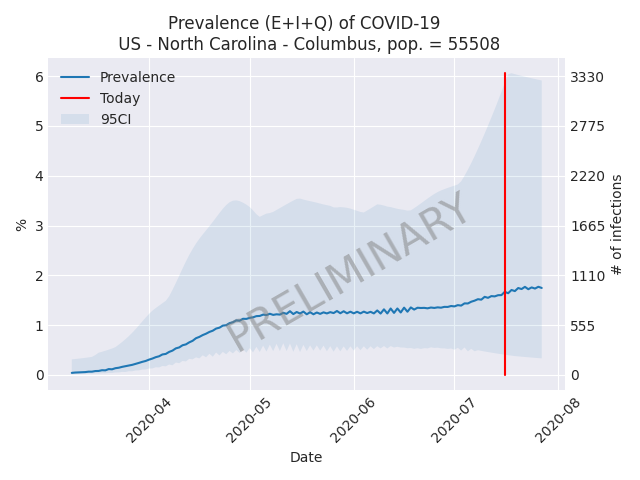 Prevalence (E+I+Q) of COVID-19
US - North Carolina - Columbus, pop. = 55508
Prevalence
Today
95CI
PRELIMINARY
%
6
5
4
3
2
1
0
3330
2775
2220
1665
1110
555
0
# of infections
2020-04
2020-05
2020-06
2020-07
2020-08
Date